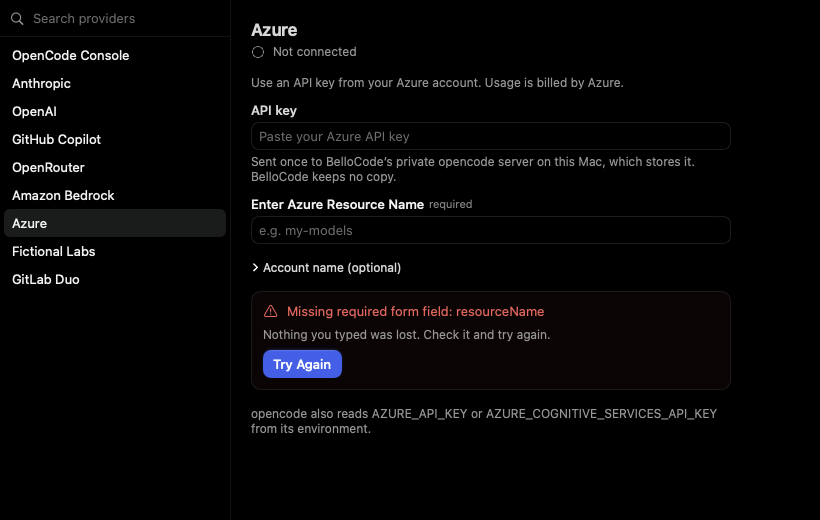 Search providers
OpenCode Console
Anthropic
OpenAI
GitHub Copilot
OpenRouter
Amazon Bedrock
Azure
Fictional Labs
GitLab Duo
Azure
Not connected
Use an API key from your Azure account. Usage is billed by Azure.
API key
Paste your Azure API key
Sent once to BelloCode’s private opencode server on this Mac, which stores it.
BelloCode keeps no copy.
Enter Azure Resource Name required
e.g. my-models
Account name (optional)
Missing required form field: resourceName
Nothing you typed was lost. Check it and try again.
Try Again
opencode also reads AZURE_API_KEY or AZURE_COGNITIVE_SERVICES_API_KEY
from its environment.